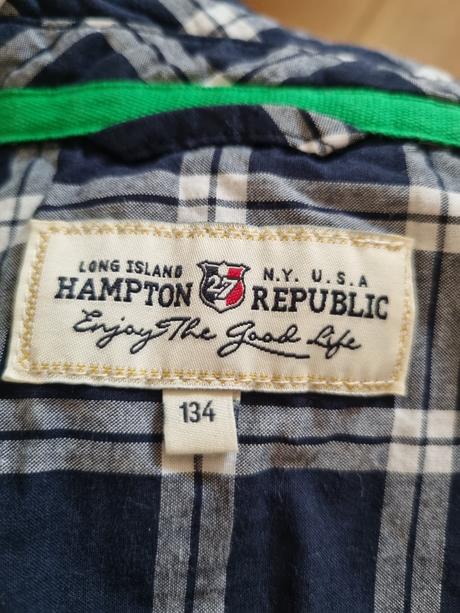 LONG ISLAND 27 N.Y. U.S.A
HAMPTON REPUBLIC
Enjoy The Good Life
134